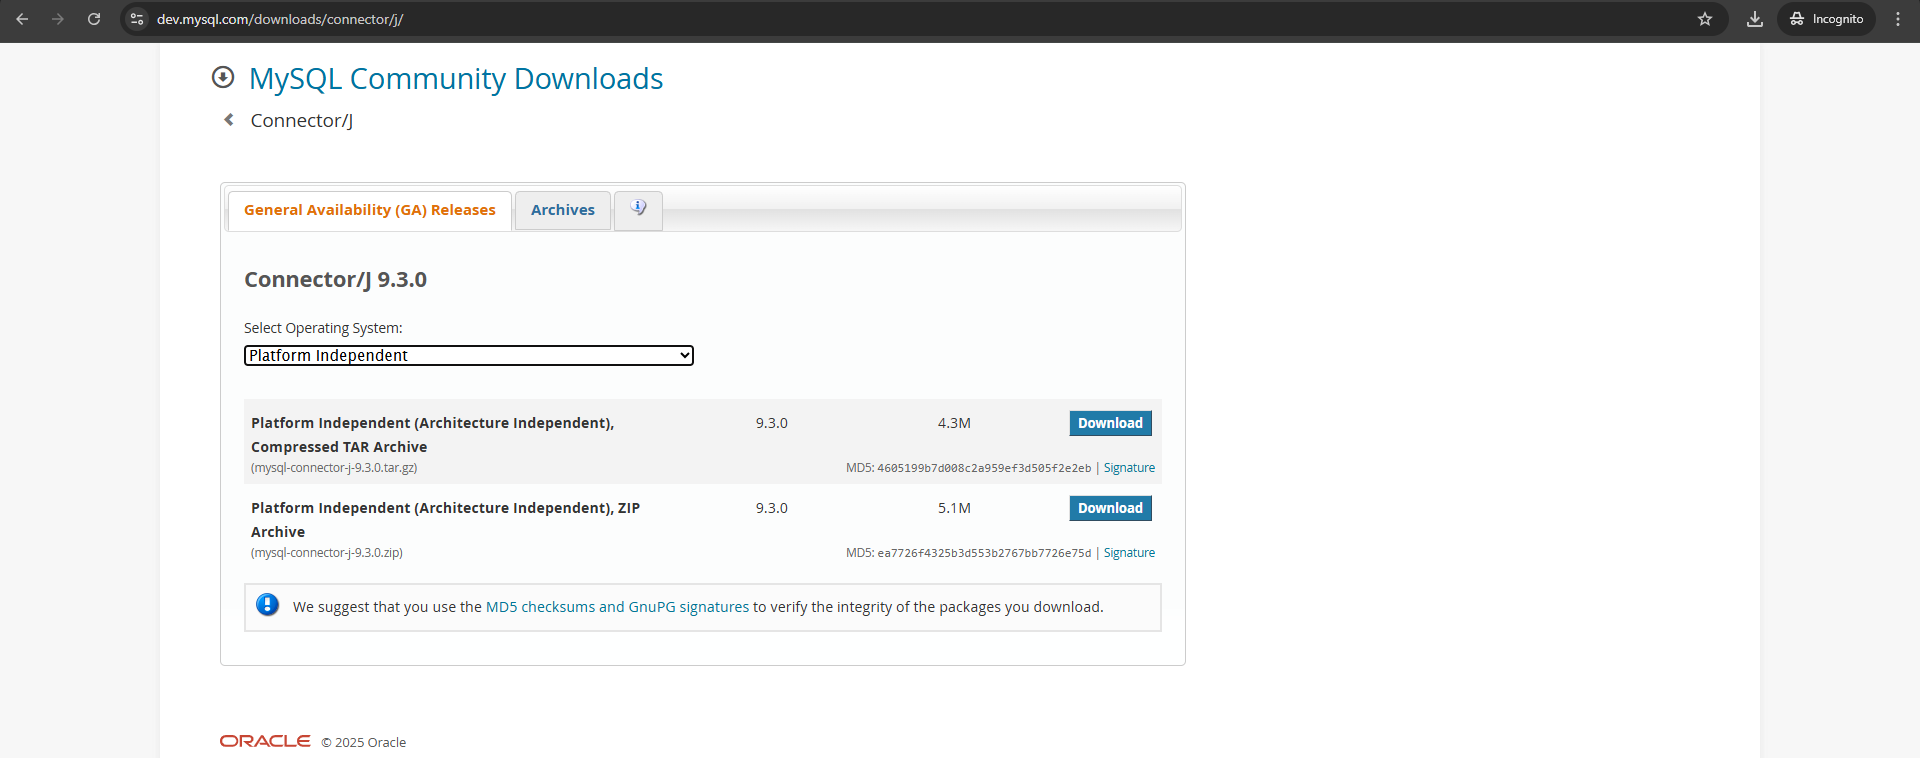 dev.mysql.com/downloads/connector/j/
Incognito
MySQL Community Downloads
Connector/J
General Availability (GA) Releases
Archives
Connector/J 9.3.0
Select Operating System:
Platform Independent
Platform Independent (Architecture Independent), 9.3.0 4.3M Download
Compressed TAR Archive
(mysql-connector-j-9.3.0.tar.gz) MD5: 4605199b7d008c2a959ef3d505f2e2eb | Signature
Platform Independent (Architecture Independent), ZIP 9.3.0 5.1M Download
Archive
(mysql-connector-j-9.3.0.zip) MD5: ea7726f4325b3d553b2767bb7726e75d | Signature
We suggest that you use the MD5 checksums and GnuPG signatures to verify the integrity of the packages you download.
ORACLE © 2025 Oracle